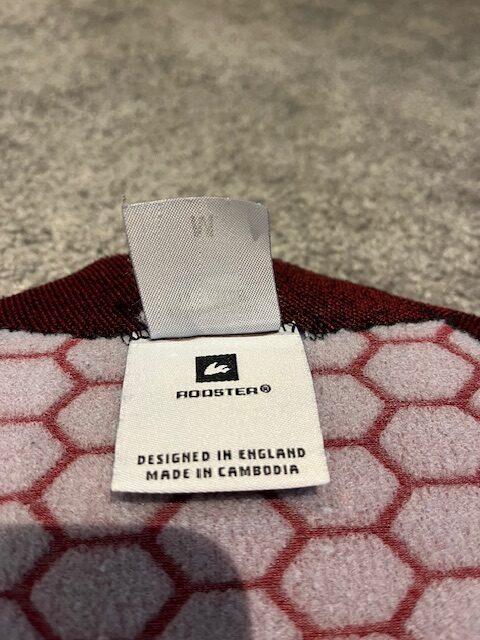 ROOSTER®
DESIGNED IN ENGLAND
MADE IN CAMBODIA